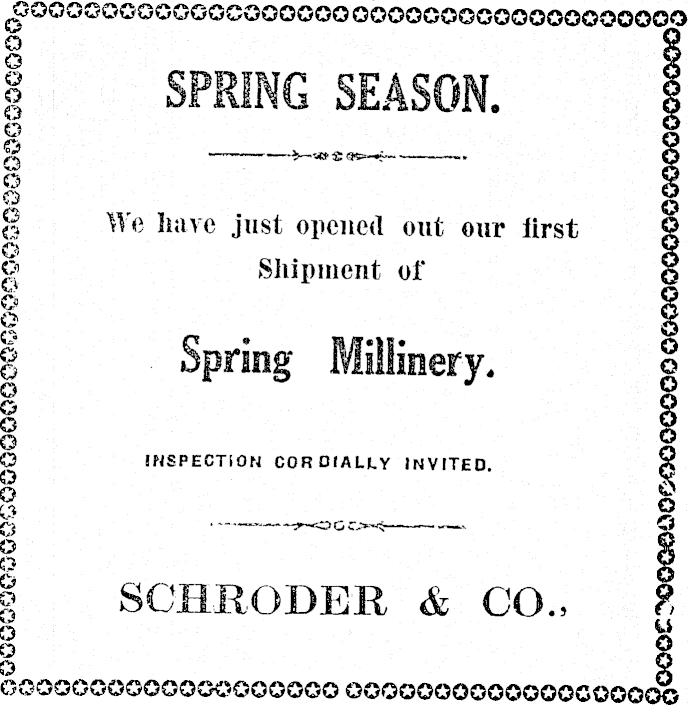 SPRING SEASON.
We have just opened out our first
Shipment of
Spring Millinery.
INSPECTION CORDIALLY INVITED.
SCHRODER & CO.,